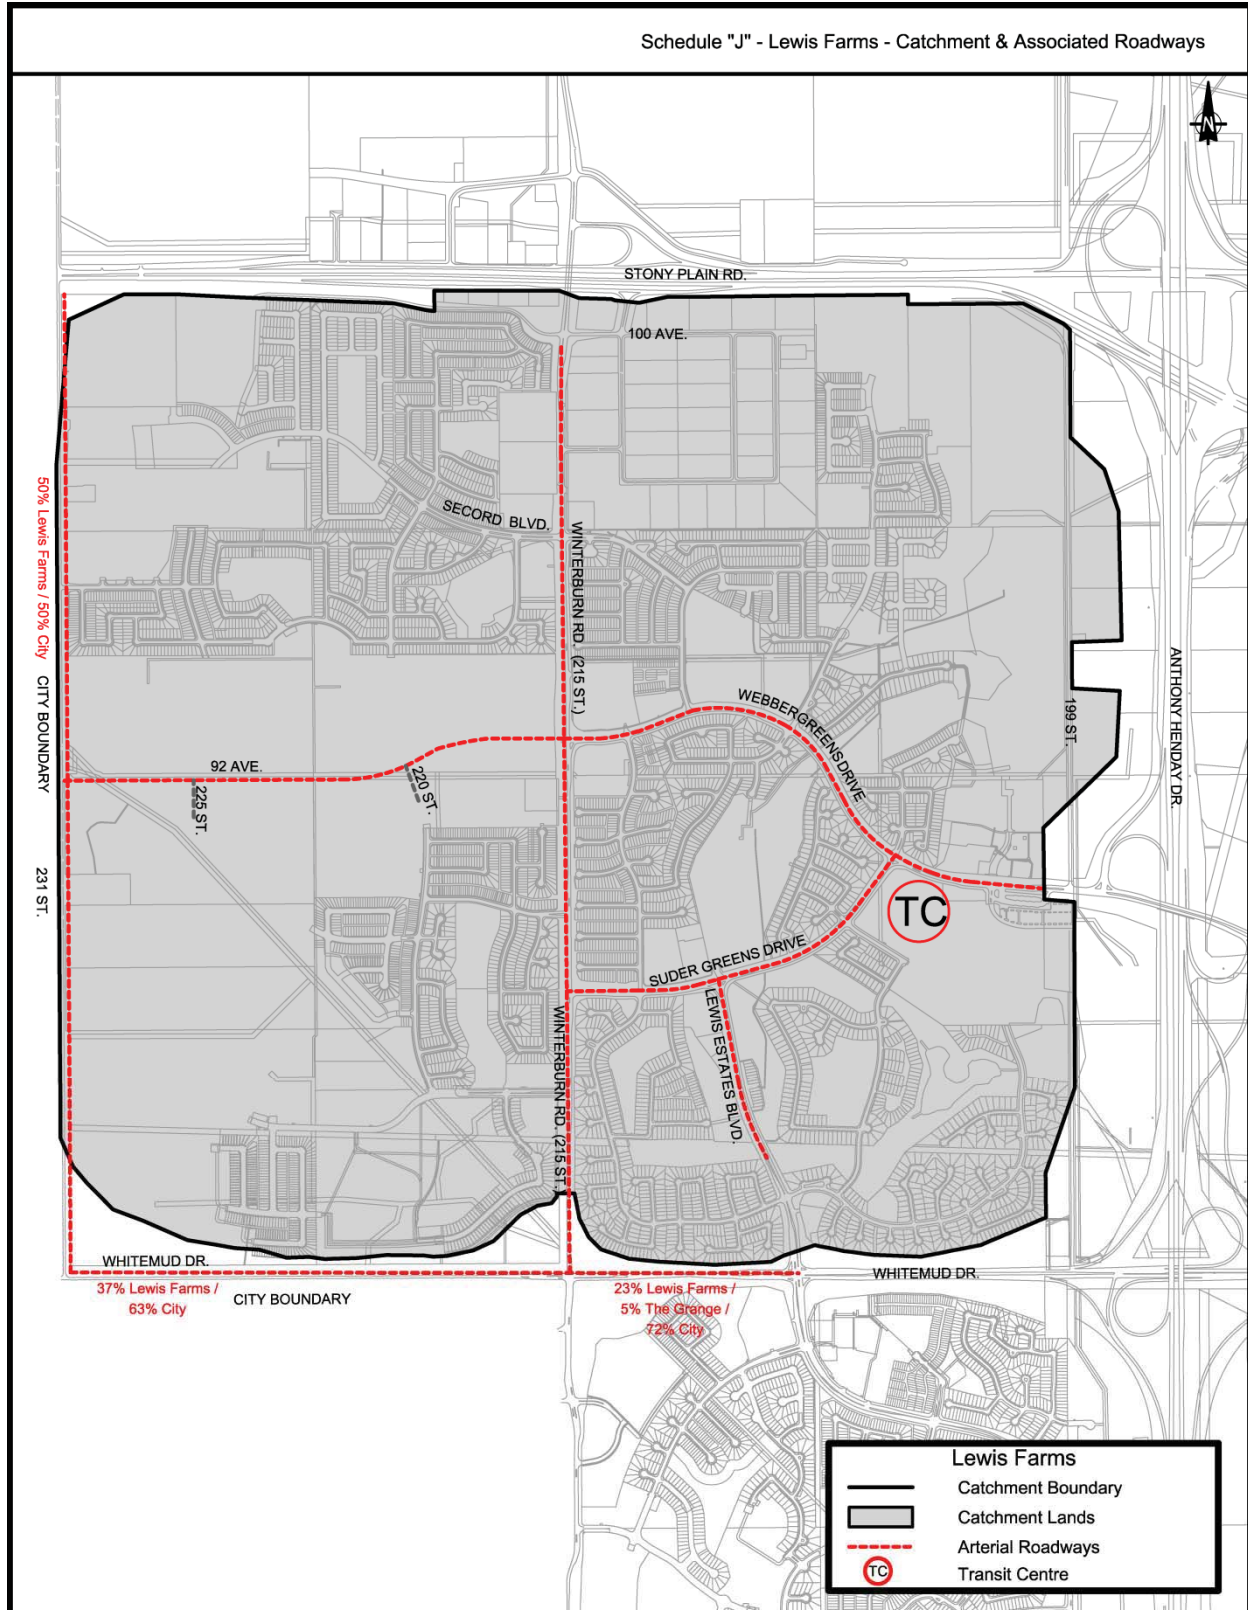 Schedule "J" - Lewis Farms - Catchment & Associated Roadways
N
STONY PLAIN RD.
100 AVE.
SECORD BLVD.
WINTERBURN RD. (215 ST.)
50% Lewis Farms / 50% City
CITY BOUNDARY
231 ST.
WEBBERGREENS DRIVE
199 ST.
ANTHONY HENDAY DR.
92 AVE.
225 ST.
220 ST.
TC
SUDER GREENS DRIVE
LEWIS ESTATES BLVD.
WINTERBURN RD. (215 ST.)
WHITEMUD DR.
37% Lewis Farms /
63% City
CITY BOUNDARY
23% Lewis Farms /
5% The Grange /
72% City
WHITEMUD DR.
Lewis Farms
Catchment Boundary
Catchment Lands
Arterial Roadways
TC
Transit Centre